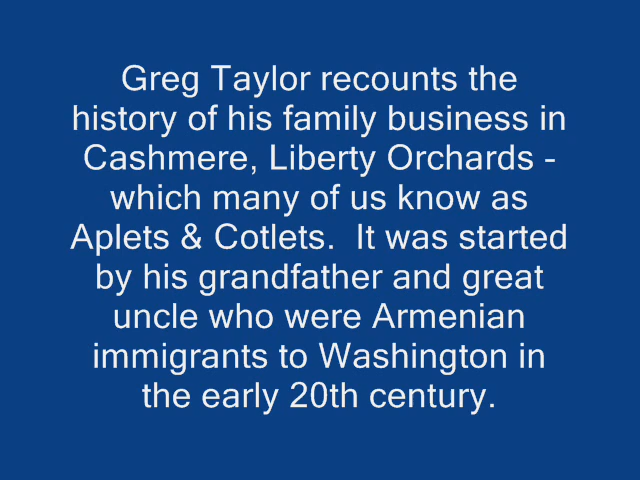 Greg Taylor recounts the
history of his family business in
Cashmere, Liberty Orchards -
which many of us know as
Aplets & Cotlets.  It was started
by his grandfather and great
uncle who were Armenian
immigrants to Washington in
the early 20th century.